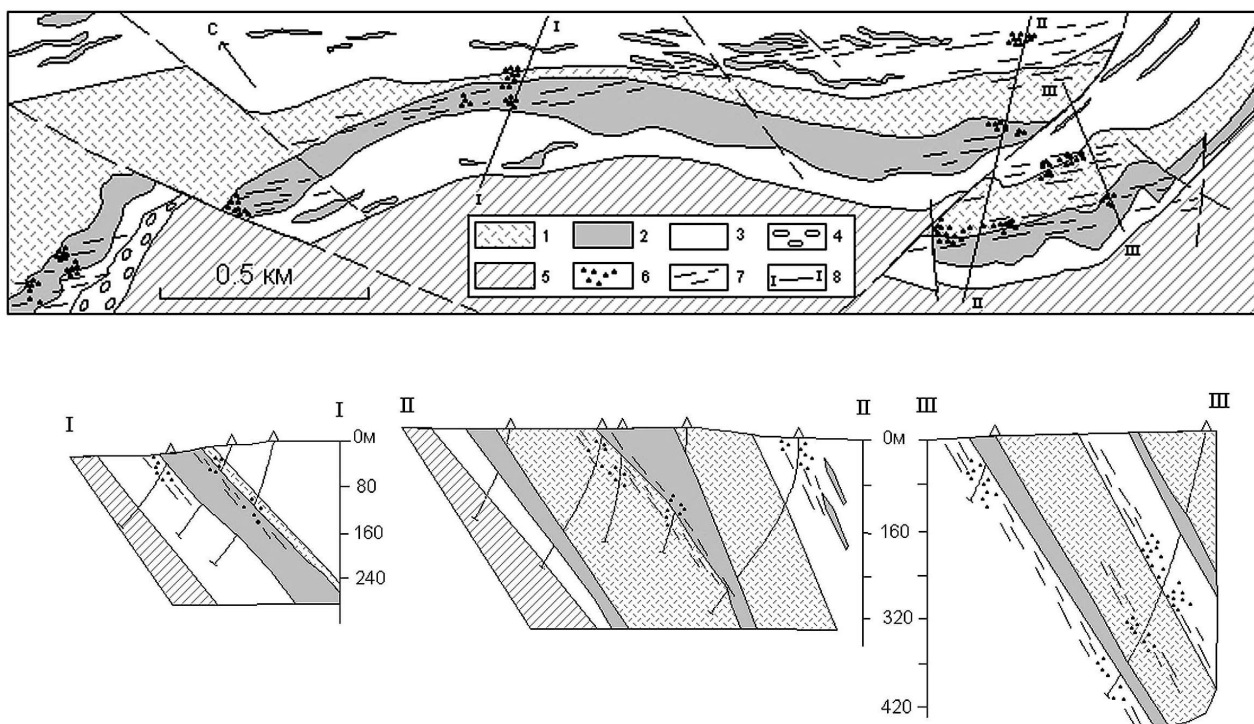 С
I
II
III
I
1 2 3 4
5 6 7 I I 8
0.5 км
III
II
I I II II III III
0м
80
160
240
0м
160
320
420